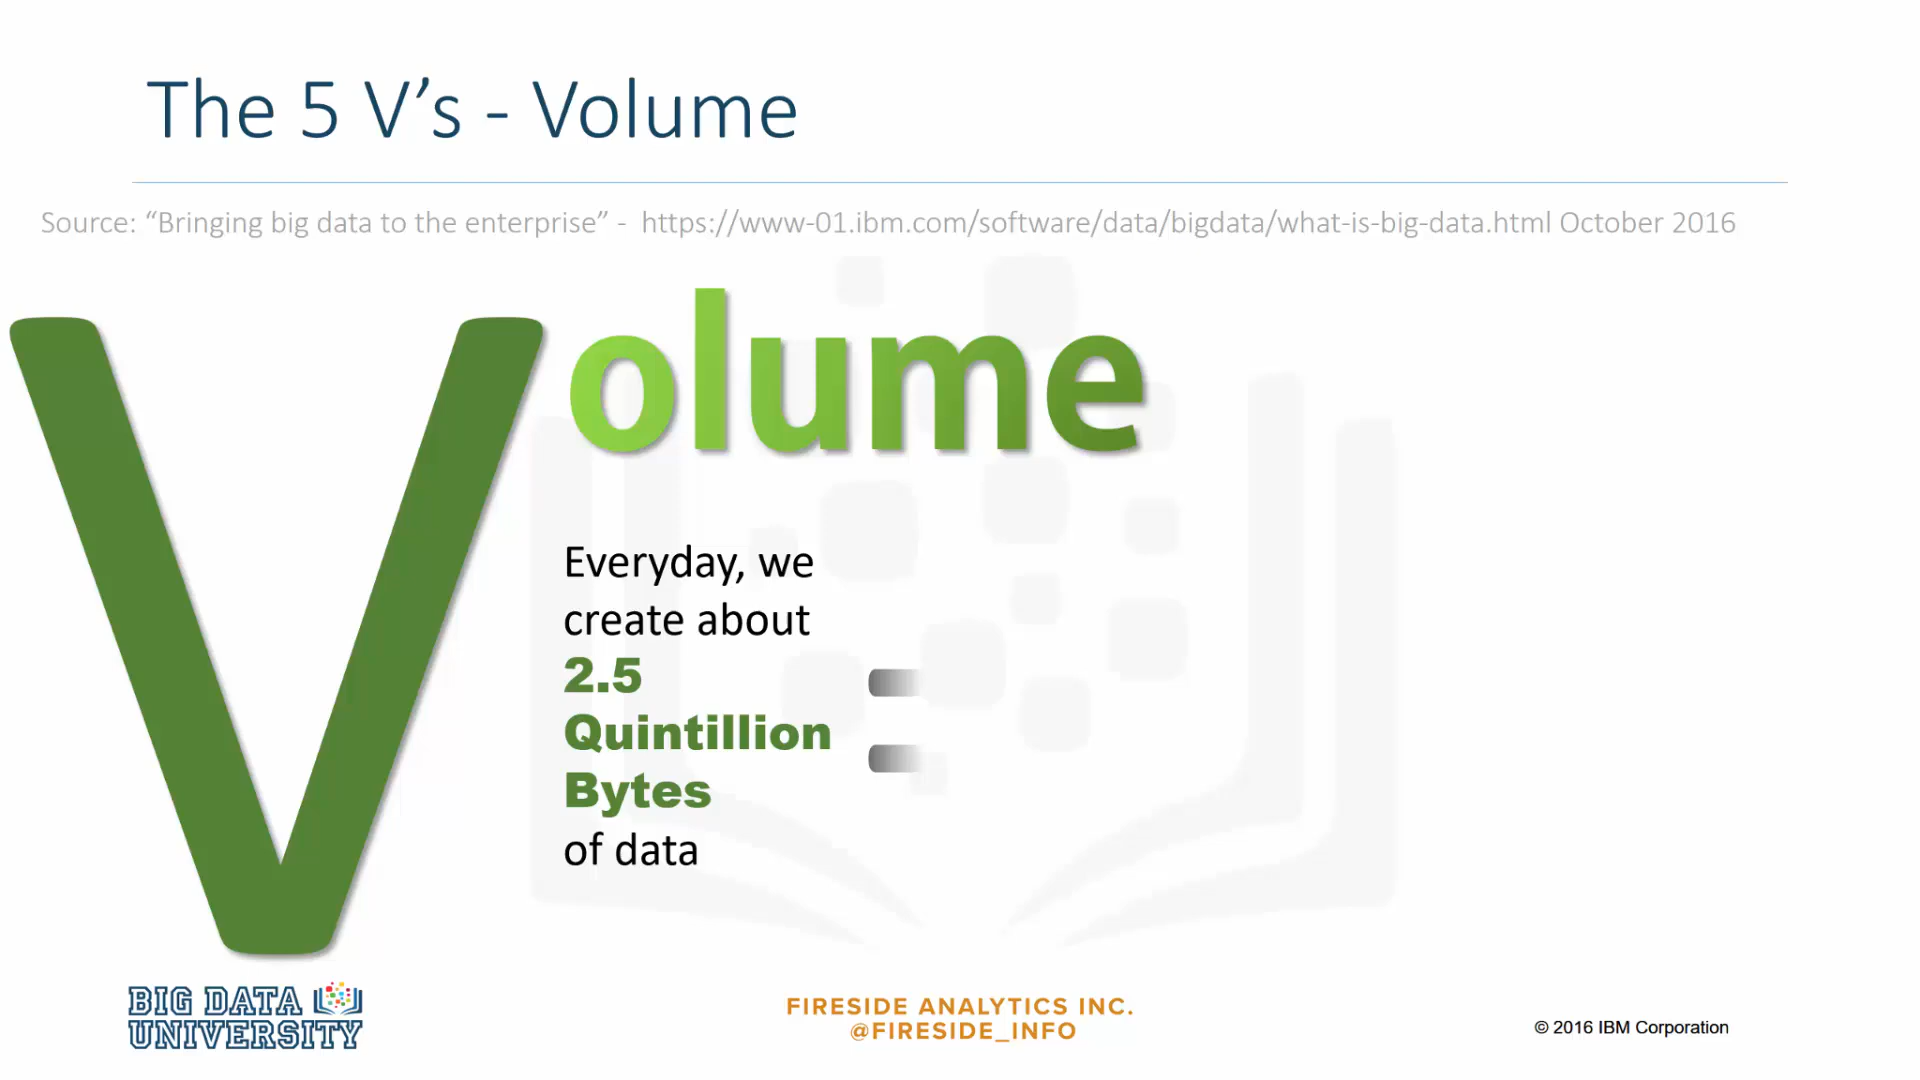 The 5 V’s - Volume
Source: “Bringing big data to the enterprise” - https://www-01.ibm.com/software/data/bigdata/what-is-big-data.html October 2016
Volume
Everyday, we
create about
2.5
Quintillion
Bytes
of data
BIG DATA
UNIVERSITY
FIRESIDE ANALYTICS INC.
@FIRESIDE_INFO
© 2016 IBM Corporation